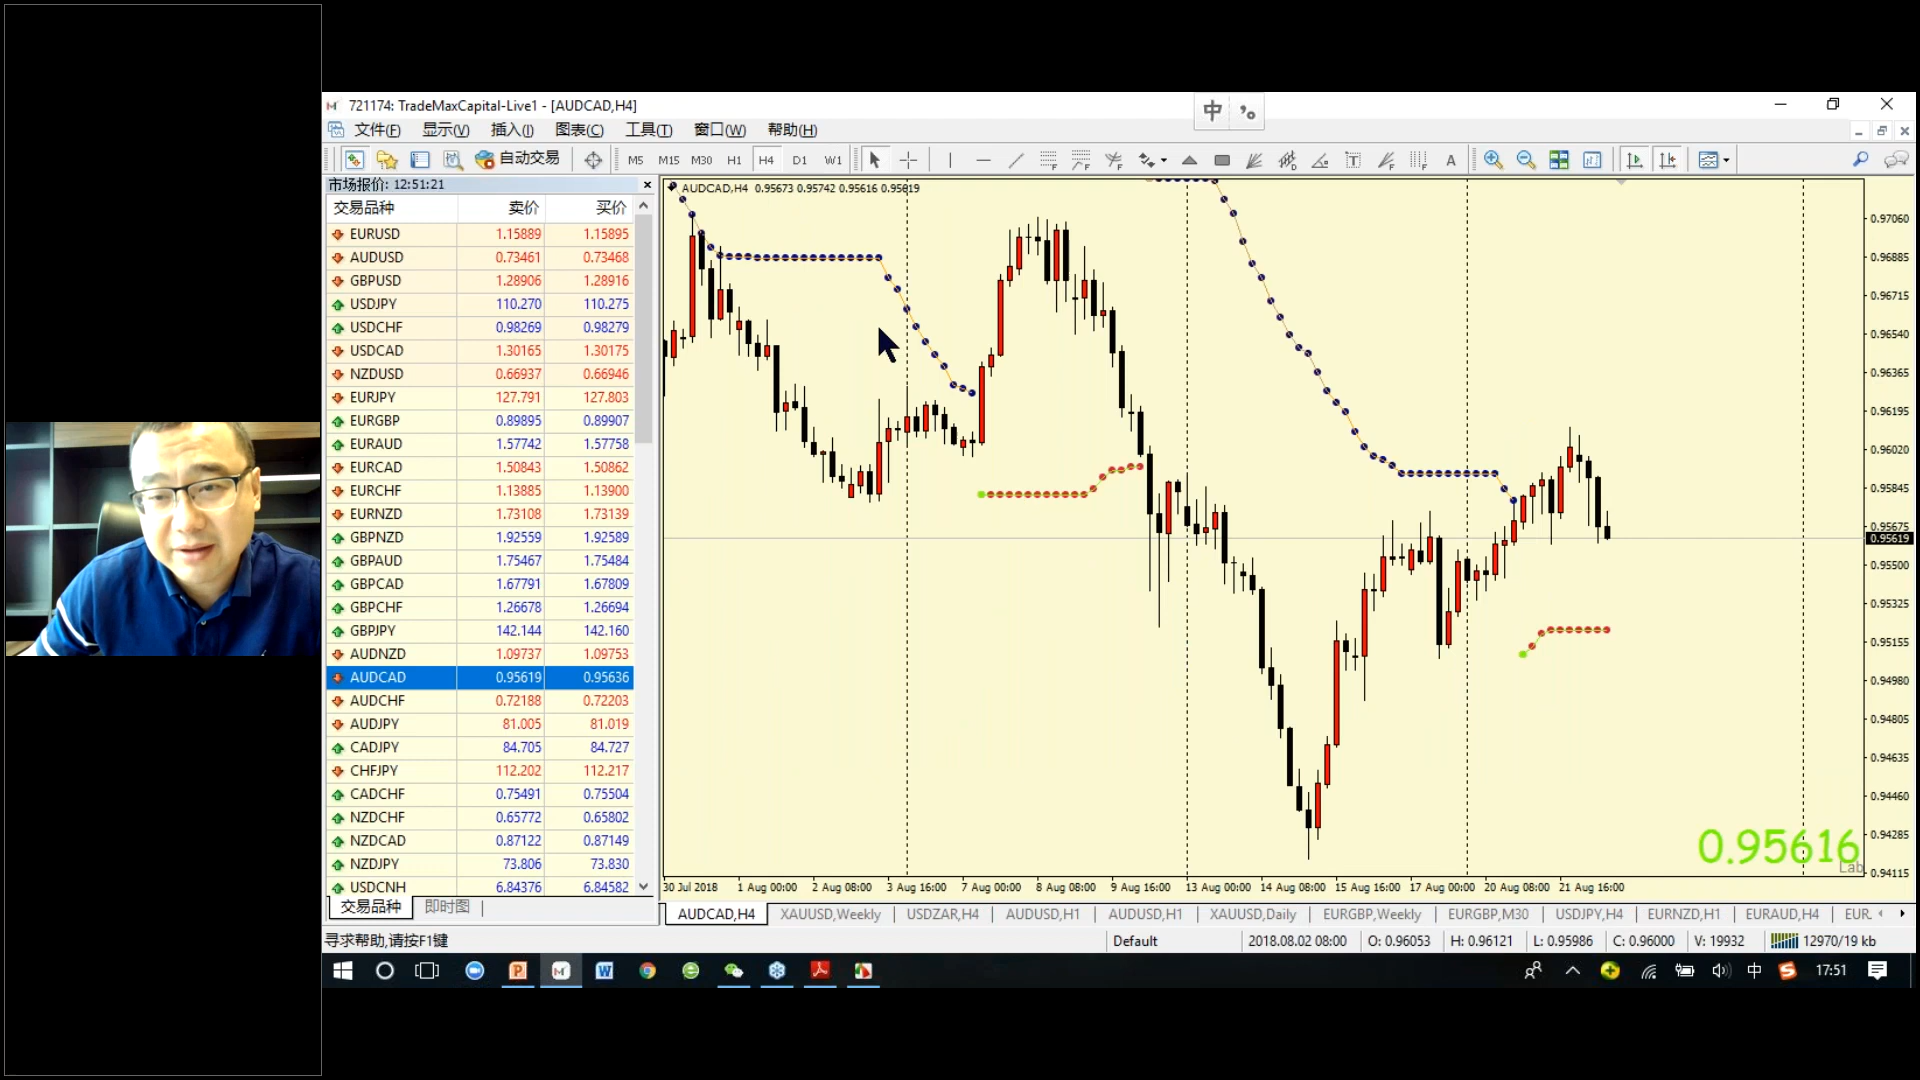 721174: TradeMaxCapital-Live1 - [AUDCAD,H4]
中 °,
文件(F) 显示(V) 插入(I) 图表(C) 工具(T) 窗口(W) 帮助(H)
自动交易 M5 M15 M30 H1 H4 D1 W1 A T
市场报价: 12:51:21
交易品种 卖价 买价
EURUSD 1.15889 1.15895
AUDUSD 0.73461 0.73468
GBPUSD 1.28906 1.28916
USDJPY 110.270 110.275
USDCHF 0.98269 0.98279
USDCAD 1.30165 1.30175
NZDUSD 0.66937 0.66946
EURJPY 127.791 127.803
EURGBP 0.89895 0.89907
EURAUD 1.57742 1.57758
EURCAD 1.50843 1.50862
EURCHF 1.13885 1.13900
EURNZD 1.73108 1.73139
GBPNZD 1.92559 1.92589
GBPAUD 1.75467 1.75484
GBPCAD 1.67791 1.67809
GBPCHF 1.26678 1.26694
GBPJPY 142.144 142.160
AUDNZD 1.09737 1.09753
AUDCAD 0.95619 0.95636
AUDCHF 0.72188 0.72203
AUDJPY 81.005 81.019
CADJPY 84.705 84.727
CHFJPY 112.202 112.217
CADCHF 0.75491 0.75504
NZDCHF 0.65772 0.65802
NZDCAD 0.87122 0.87149
NZDJPY 73.806 73.830
USDCNH 6.84376 6.84582
交易品种 即时图
AUDCAD,H4 0.95673 0.95742 0.95616 0.95619
0.97060
0.96885
0.96715
0.96540
0.96365
0.96195
0.96020
0.95845
0.95675
0.95619
0.95500
0.95325
0.95155
0.94980
0.94805
0.94635
0.94460
0.94285
0.94115
0.95616
Lab
30 Jul 2018 1 Aug 00:00 2 Aug 08:00 3 Aug 16:00 7 Aug 00:00 8 Aug 08:00 9 Aug 16:00 13 Aug 00:00 14 Aug 08:00 15 Aug 16:00 17 Aug 00:00 20 Aug 08:00 21 Aug 16:00
AUDCAD,H4 XAUUSD,Weekly USDZAR,H4 AUDUSD,H1 AUDUSD,H1 XAUUSD,Daily EURGBP,Weekly EURGBP,M30 USDJPY,H4 EURNZD,H1 EURAUD,H4 EUR
寻求帮助,请按F1键 Default 2018.08.02 08:00 O: 0.96053 H: 0.96121 L: 0.95986 C: 0.96000 V: 19932 12970/19 kb
中 17:51